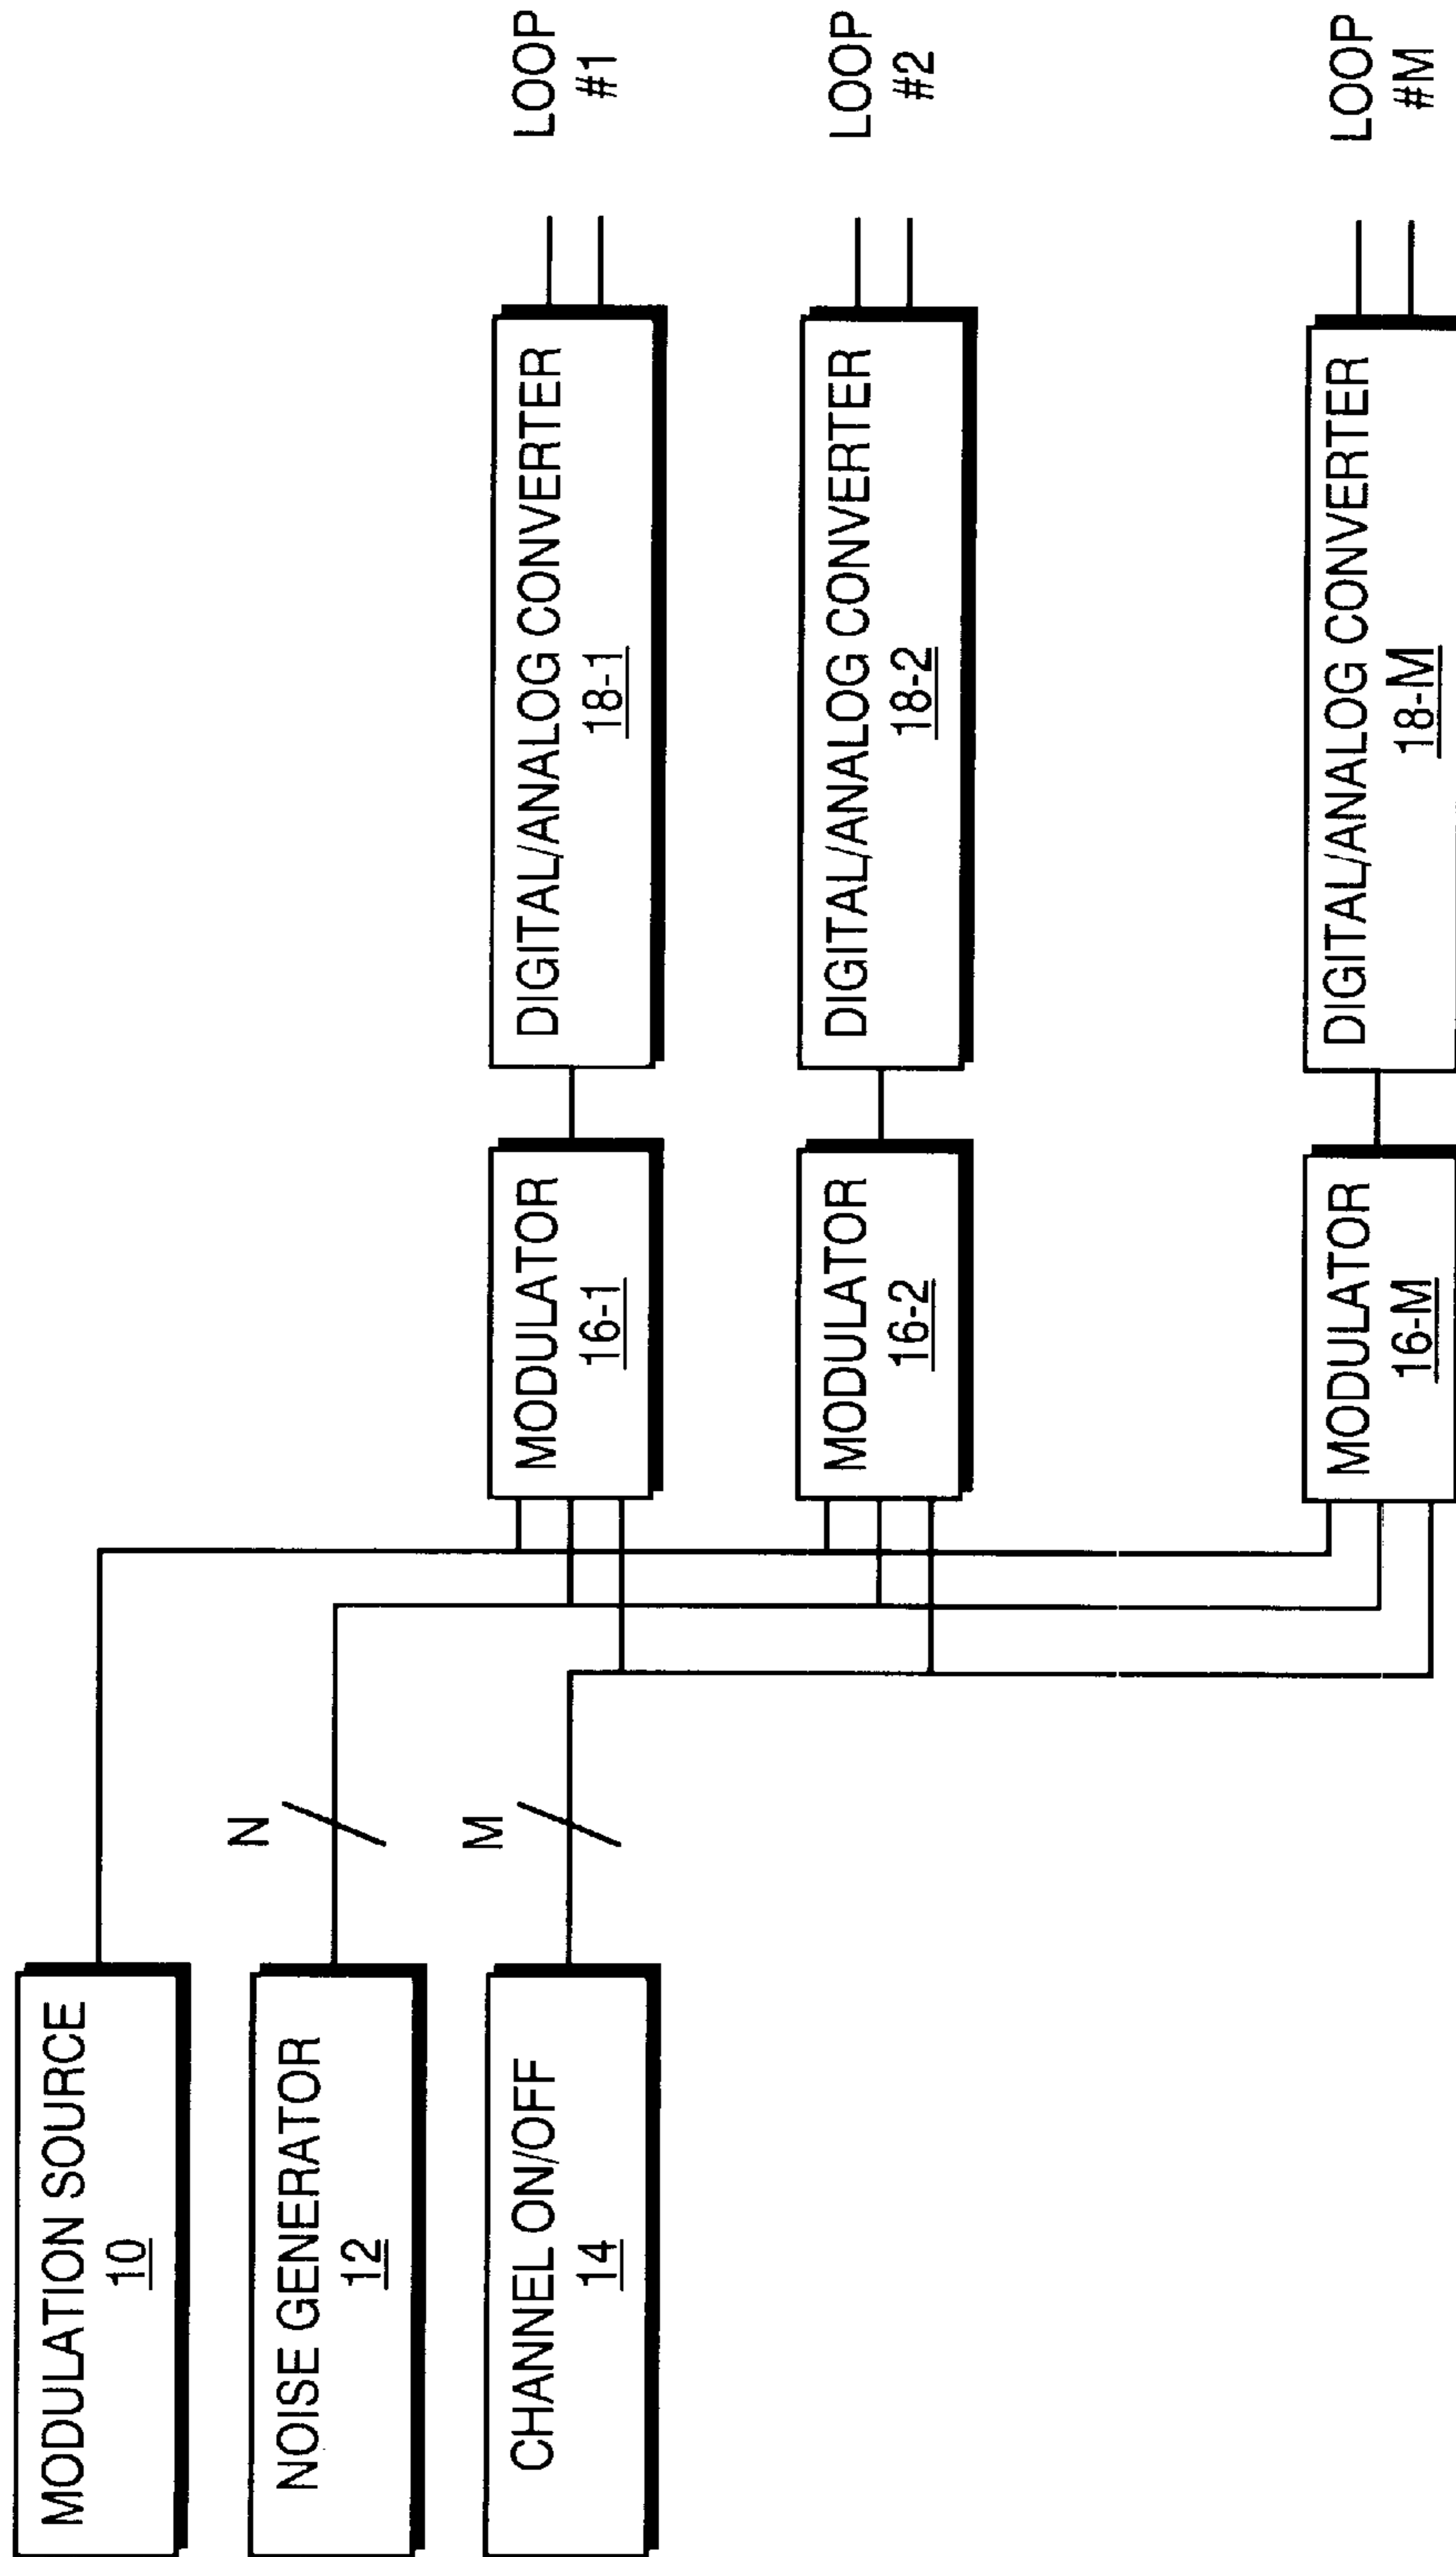 MODULATION SOURCE
10
NOISE GENERATOR
12
CHANNEL ON/OFF
14
N
M
MODULATOR
16-1
DIGITAL/ANALOG CONVERTER
18-1
LOOP
#1
MODULATOR
16-2
DIGITAL/ANALOG CONVERTER
18-2
LOOP
#2
MODULATOR
16-M
DIGITAL/ANALOG CONVERTER
18-M
LOOP
#M